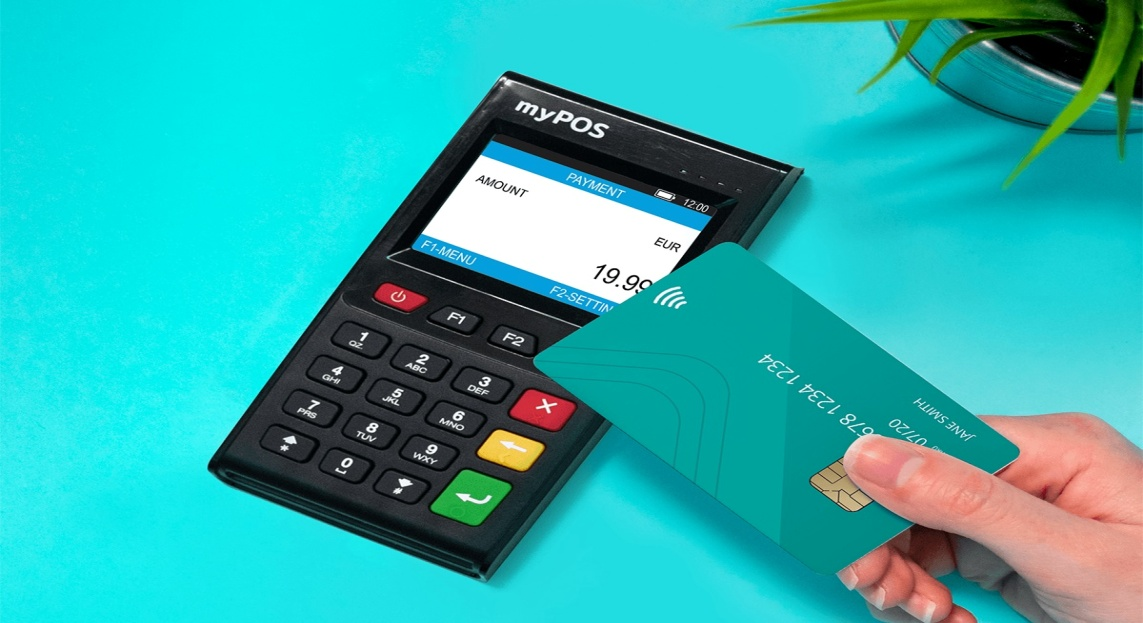 myPOS
PAYMENT
12:00
AMOUNT
EUR
19.99
F1-MENU
F2-SETTIN
F1
F2
1
QZ.
2
ABC
3
DEF
4
GHI
5
JKL
6
MNO
7
PRS
8
TUV
9
WXY
*
0
#
678 1234 1234
07/20
JANE SMITH